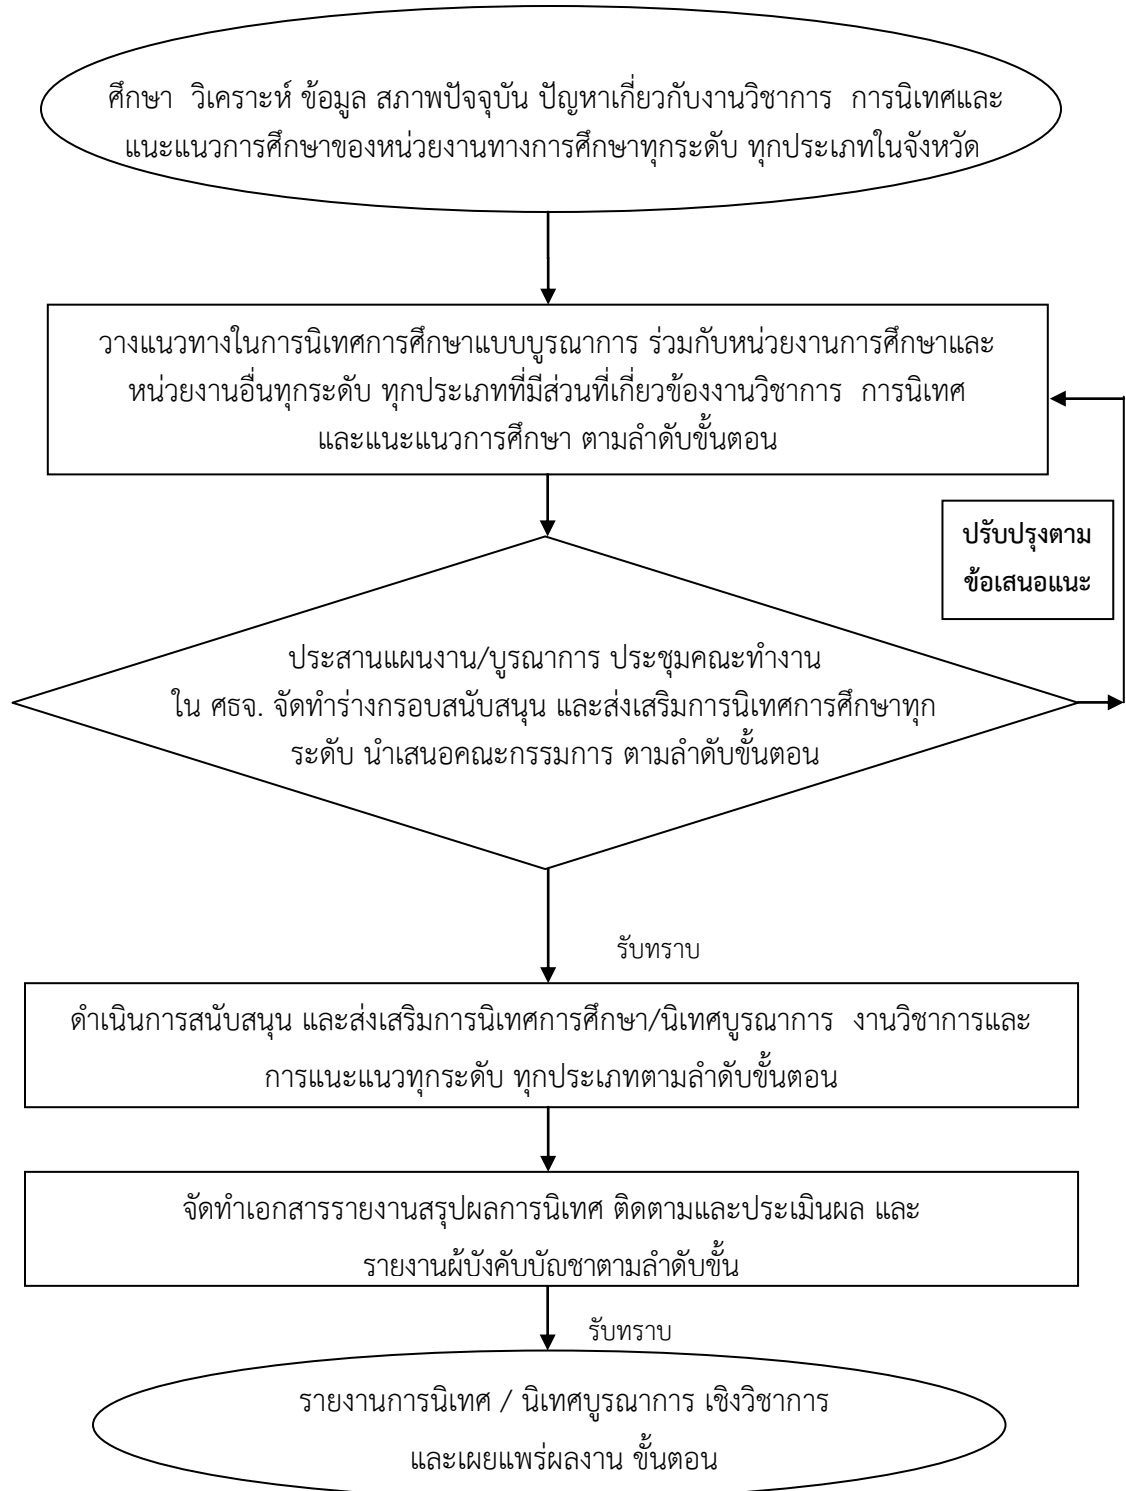 ศึกษา  วิเคราะห์ ข้อมูล สภาพปัจจุบัน ปัญหาเกี่ยวกับงานวิชาการ  การนิเทศและ
แนะแนวการศึกษาของหน่วยงานทางการศึกษาทุกระดับ ทุกประเภทในจังหวัด
วางแนวทางในการนิเทศการศึกษาแบบบูรณาการ ร่วมกับหน่วยงานการศึกษาและ
หน่วยงานอื่นทุกระดับ ทุกประเภทที่มีส่วนที่เกี่ยวข้องงานวิชาการ  การนิเทศ
และแนะแนวการศึกษา ตามลำดับขั้นตอน
ปรับปรุงตาม
ข้อเสนอแนะ
ประสานแผนงาน/บูรณาการ ประชุมคณะทำงาน
ใน ศธจ. จัดทำร่างกรอบสนับสนุน และส่งเสริมการนิเทศการศึกษาทุก
ระดับ นำเสนอคณะกรรมการ ตามลำดับขั้นตอน
รับทราบ
ดำเนินการสนับสนุน และส่งเสริมการนิเทศการศึกษา/นิเทศบูรณาการ  งานวิชาการและ
การแนะแนวทุกระดับ ทุกประเภทตามลำดับขั้นตอน
จัดทำเอกสารรายงานสรุปผลการนิเทศ ติดตามและประเมินผล และ
รายงานผู้บังคับบัญชาตามลำดับขั้น
รับทราบ
รายงานการนิเทศ / นิเทศบูรณาการ เชิงวิชาการ
และเผยแพร่ผลงาน ขั้นตอน